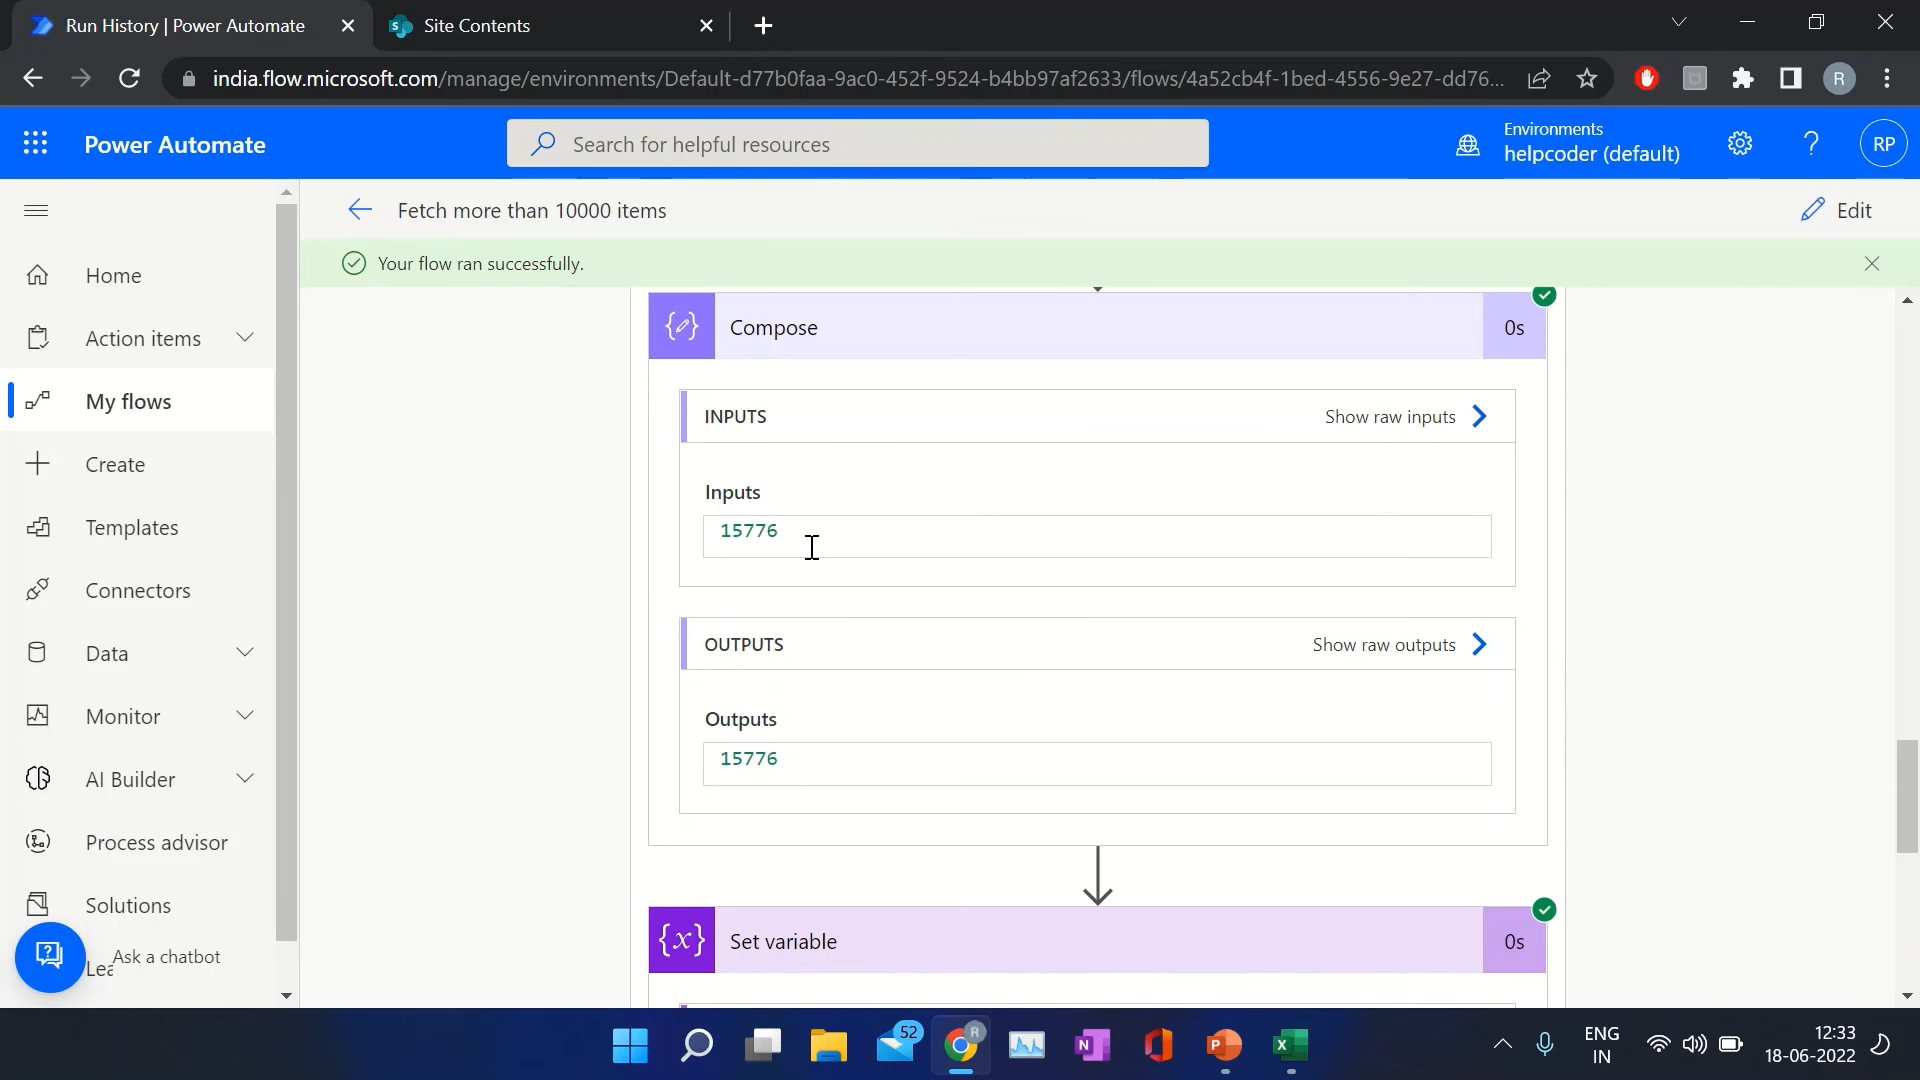 Run History | Power Automate
Site Contents
india.flow.microsoft.com/manage/environments/Default-d77b0faa-9ac0-452f-9524-b4bb97af2633/flows/4a52cb4f-1bed-4556-9e27-dd76...
R
Power Automate
Search for helpful resources
Environments
helpcoder (default)
RP
Fetch more than 10000 items
Edit
Your flow ran successfully.
Home
Action items
My flows
Create
Templates
Connectors
Data
Monitor
AI Builder
Process advisor
Solutions
Lea
Ask a chatbot
Compose
0s
INPUTS
Show raw inputs
Inputs
15776
OUTPUTS
Show raw outputs
Outputs
15776
{x}
Set variable
0s
52
R
N
P
X
ENG
IN
12:33
18-06-2022